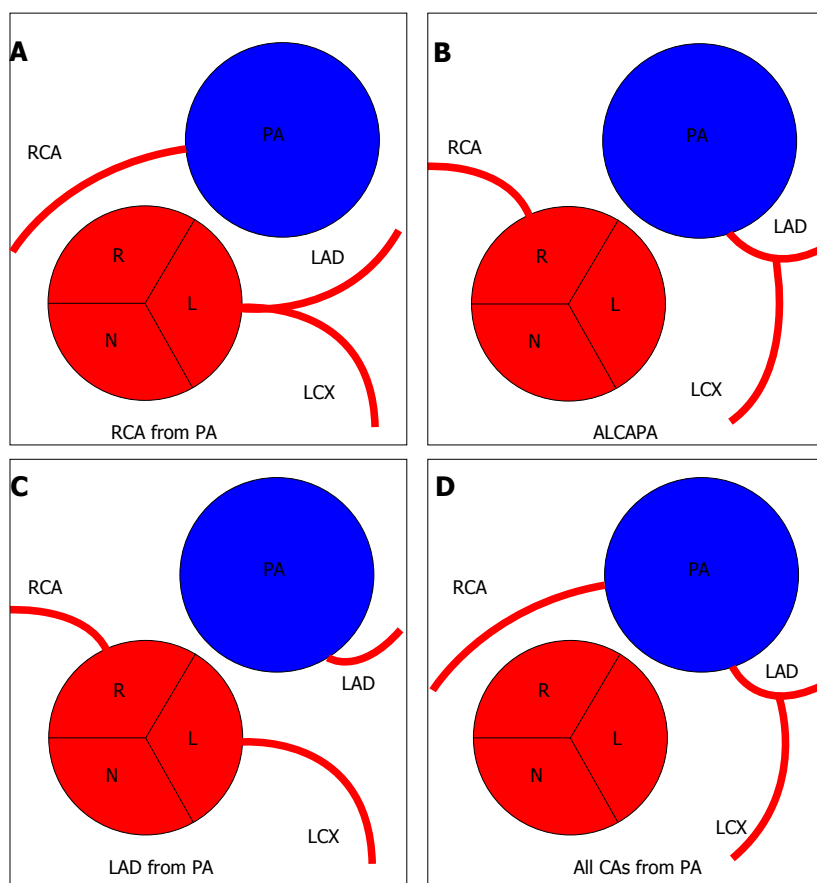 A
PA
RCA
LAD
R
L
N
LCX
RCA from PA
B
PA
RCA
LAD
R
L
N
LCX
ALCAPA
C
PA
RCA
LAD
R
L
N
LCX
LAD from PA
D
PA
RCA
LAD
R
L
N
LCX
All CAs from PA